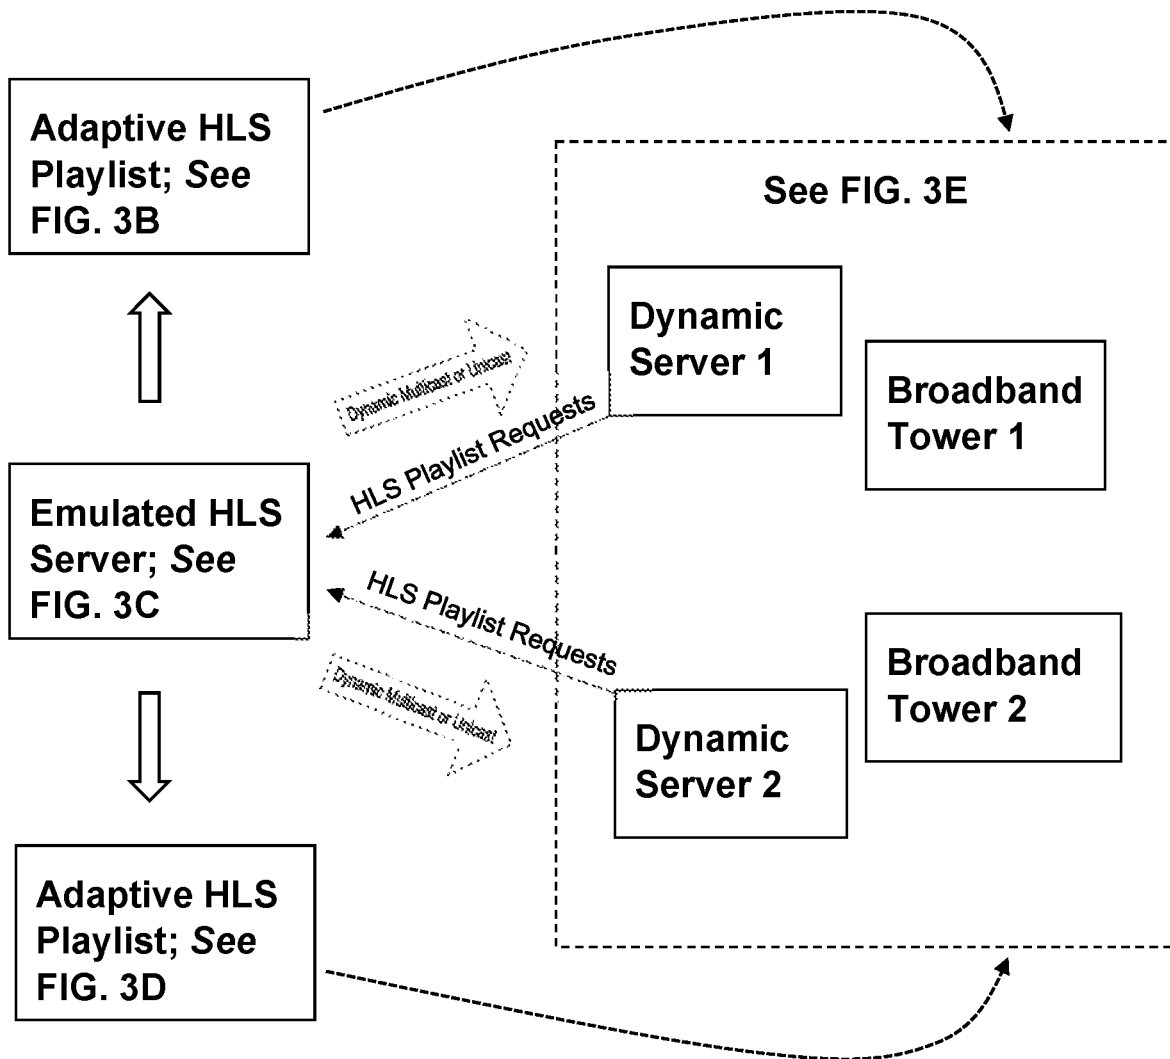 Adaptive HLS
Playlist; See
FIG. 3B
See FIG. 3E
Dynamic
Server 1
Broadband
Tower 1
Dynamic Multicast or Unicast
HLS Playlist Requests
Emulated HLS
Server; See
FIG. 3C
HLS Playlist Requests
Dynamic Multicast or Unicast
Broadband
Tower 2
Dynamic
Server 2
Adaptive HLS
Playlist; See
FIG. 3D